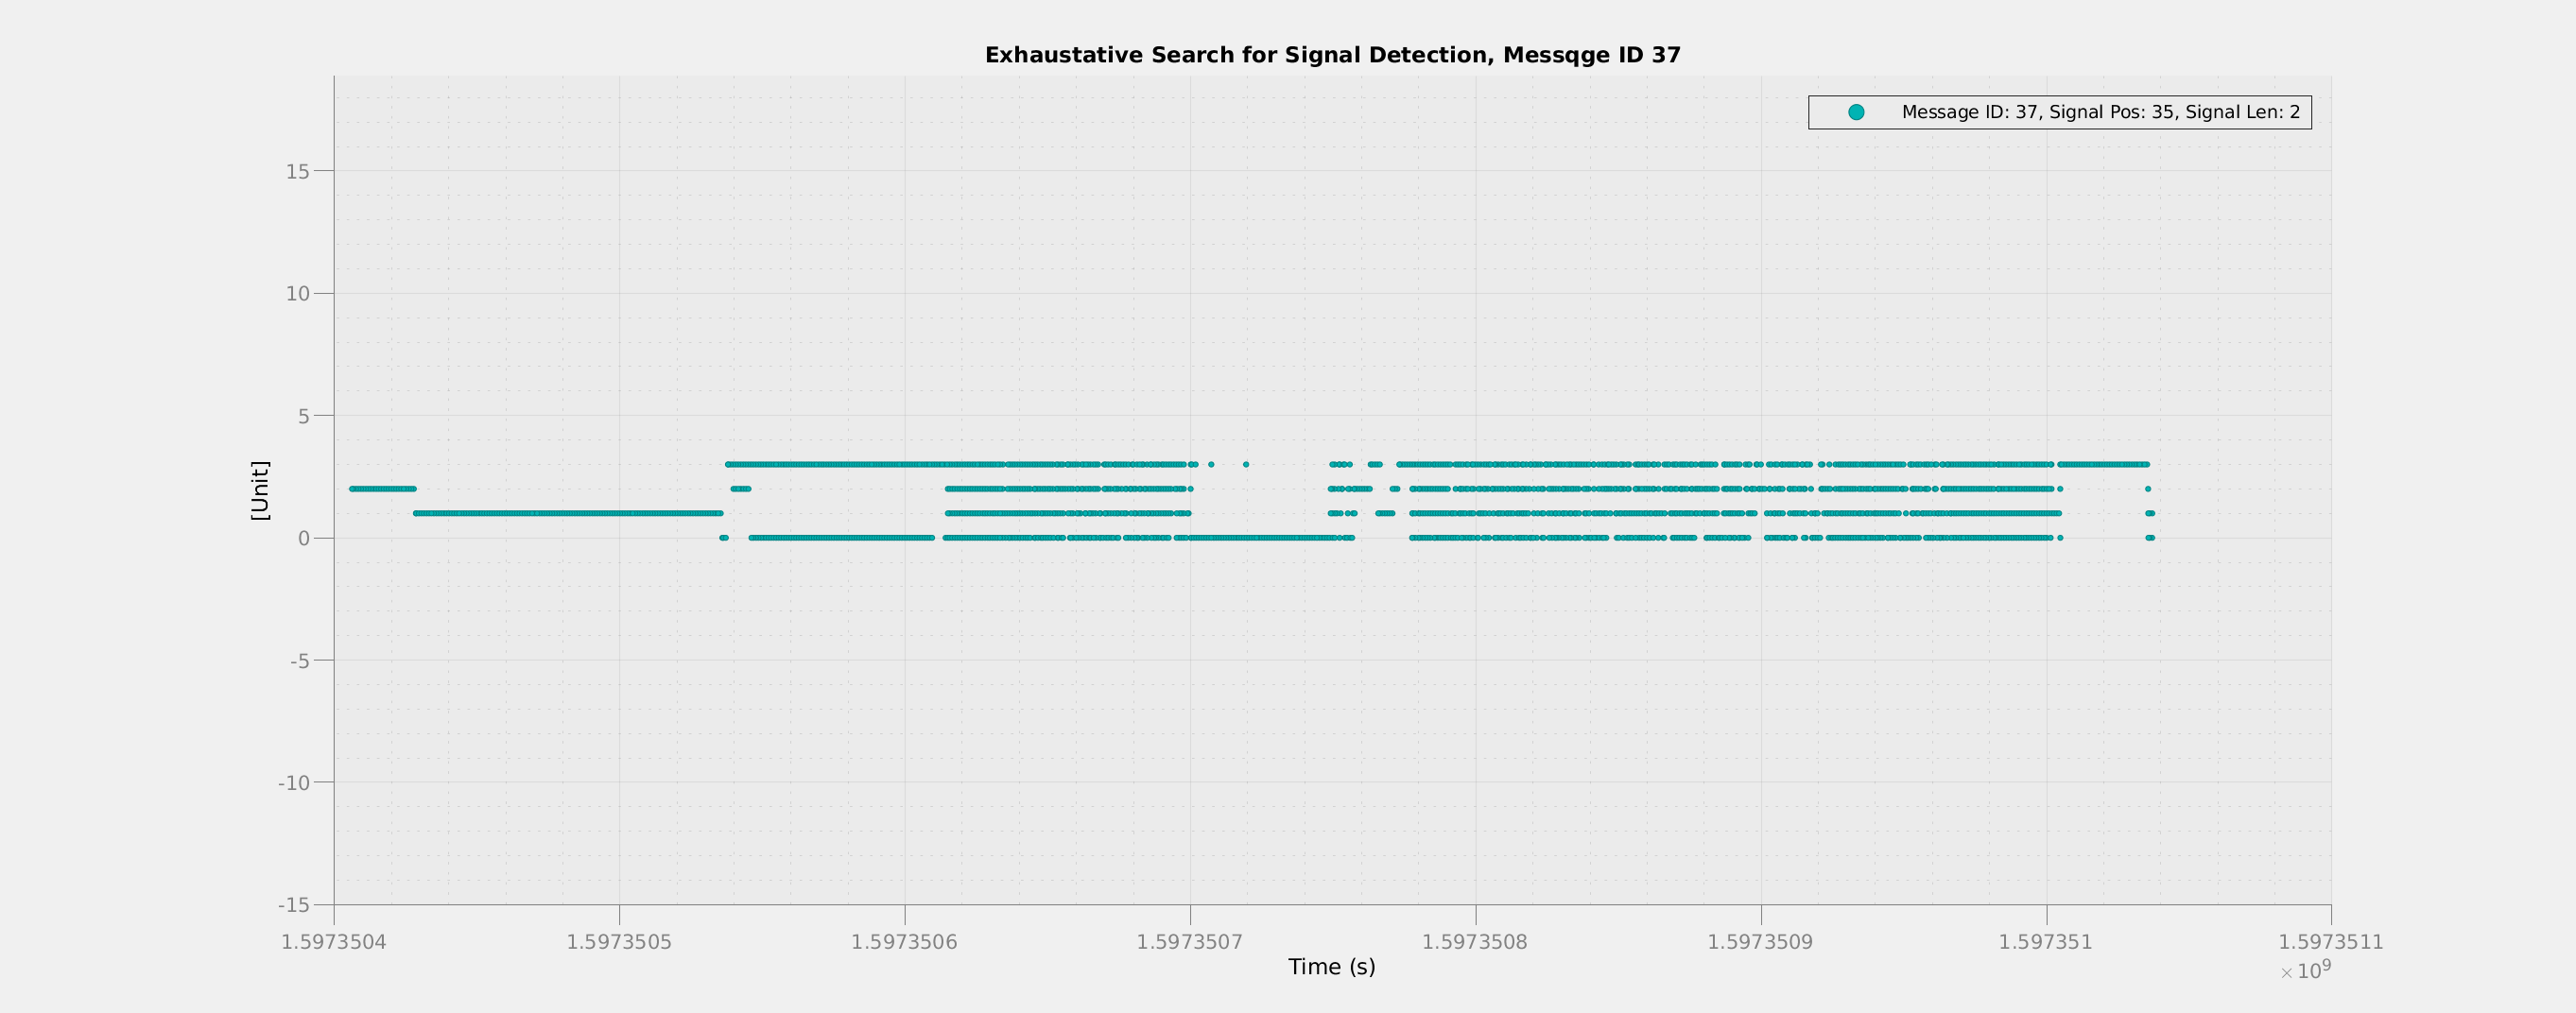 Exhaustative Search for Signal Detection, Messqge ID 37
Message ID: 37, Signal Pos: 35, Signal Len: 2
15
10
5
0
-5
-10
-15
[Unit]
1.5973504 1.5973505 1.5973506 1.5973507 1.5973508 1.5973509 1.597351 1.5973511
Time (s)
×10⁹